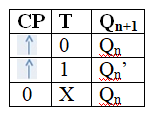 CP T Qn+1
↑ 0 Qn
↑ 1 Qn’
0 X Qn